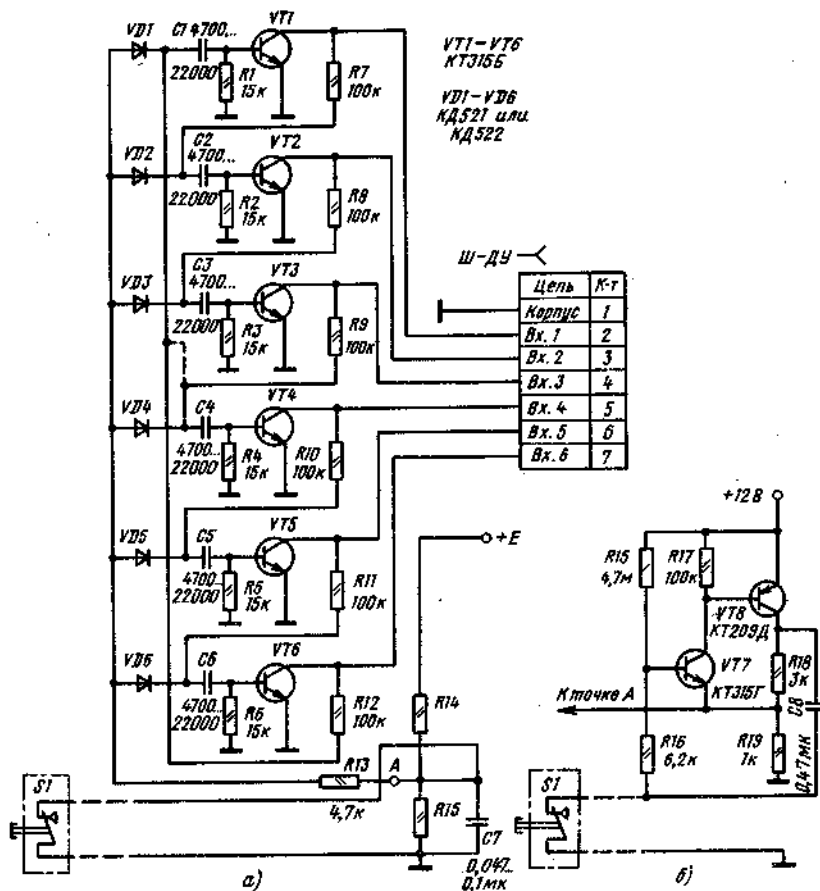 VD1
C1 4700...
22000
VT1
R1
15к
R7
100к
VT1–VT6
КТ315Б
VD1–VD6
КД521 или
КД522
VD2
C2
4700...
22000
VT2
R2
15к
R8
100к
VD3
C3
4700...
22000
VT3
R3
15к
R9
100к
Ш-ДУ
Цепь К-т
Корпус 1
Вх. 1 2
Вх. 2 3
Вх. 3 4
Вх. 4 5
Вх. 5 6
Вх. 6 7
VD4
C4
4700...
22000
VT4
R4
15к
R10
100к
VD5
C5
4700...
22000
VT5
R5
15к
R11
100к
+E
VD6
C6
4700...
22000
VT6
R6
15к
R12
100к
R14
R13
4,7к
A
R15
C7
0,047...
0,1мк
S1
а)
+12В
R15
4,7м
R17
100к
VT8
КТ209Д
VT7
КТ315Г
R18
3к
C8
0,47мк
К точке А
R16
6,2к
R19
1к
S1
б)